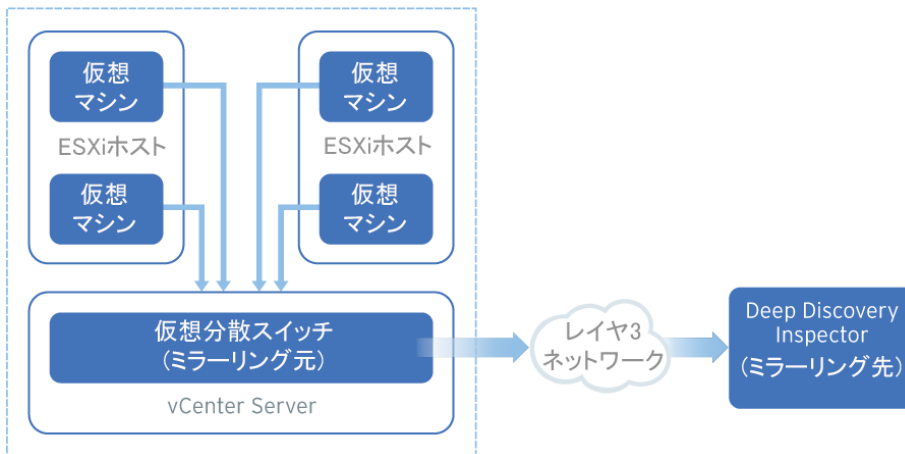 仮想
マシン
仮想
マシン
ESXiホスト
ESXiホスト
仮想
マシン
仮想
マシン
仮想分散スイッチ
(ミラーリング元)
vCenter Server
レイヤ3
ネットワーク
Deep Discovery
Inspector
(ミラーリング先)